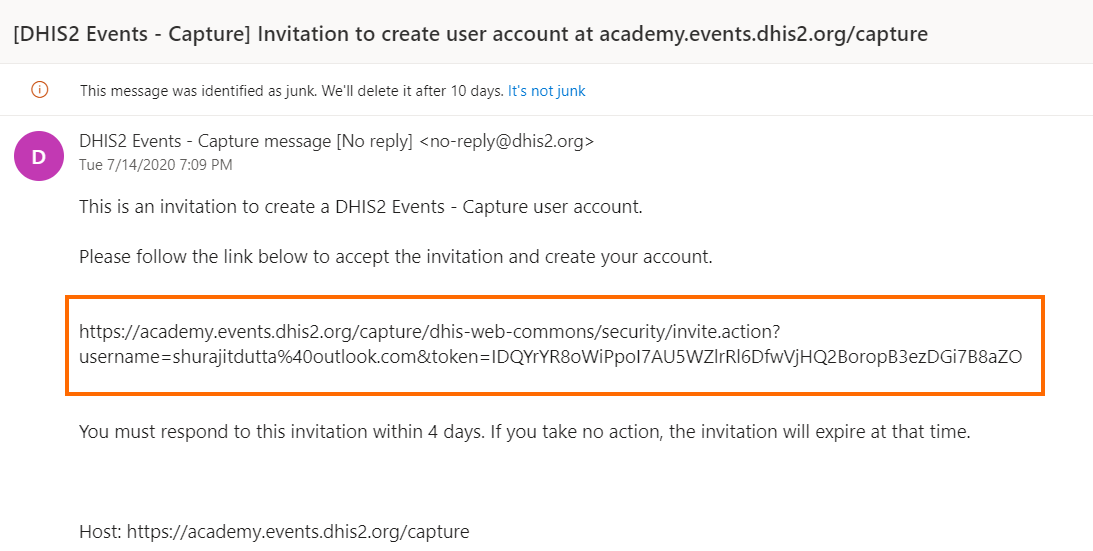 [DHIS2 Events - Capture] Invitation to create user account at academy.events.dhis2.org/capture
This message was identified as junk. We'll delete it after 10 days. It's not junk
D
DHIS2 Events - Capture message [No reply] <no-reply@dhis2.org>
Tue 7/14/2020 7:09 PM
This is an invitation to create a DHIS2 Events - Capture user account.
Please follow the link below to accept the invitation and create your account.
https://academy.events.dhis2.org/capture/dhis-web-commons/security/invite.action?
username=shurajitdutta%40outlook.com&token=IDQYrYR8oWiPpoI7AU5WZlrRl6DfwVjHQ2BoropB3ezDGi7B8aZO
You must respond to this invitation within 4 days. If you take no action, the invitation will expire at that time.
Host: https://academy.events.dhis2.org/capture